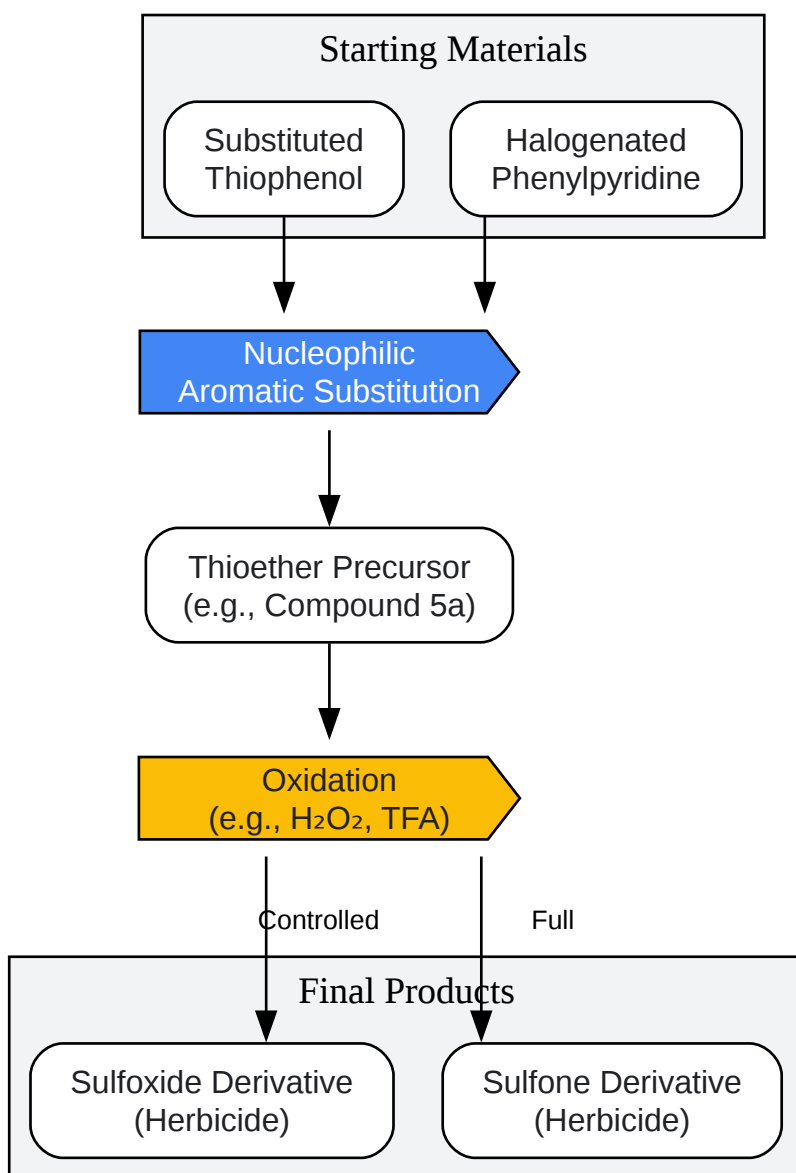 Starting Materials
Substituted
Thiophenol
Halogenated
Phenylpyridine
Nucleophilic
Aromatic Substitution
Thioether Precursor
(e.g., Compound 5a)
Oxidation
(e.g., H₂O₂, TFA)
Controlled
Full
Final Products
Sulfoxide Derivative
(Herbicide)
Sulfone Derivative
(Herbicide)